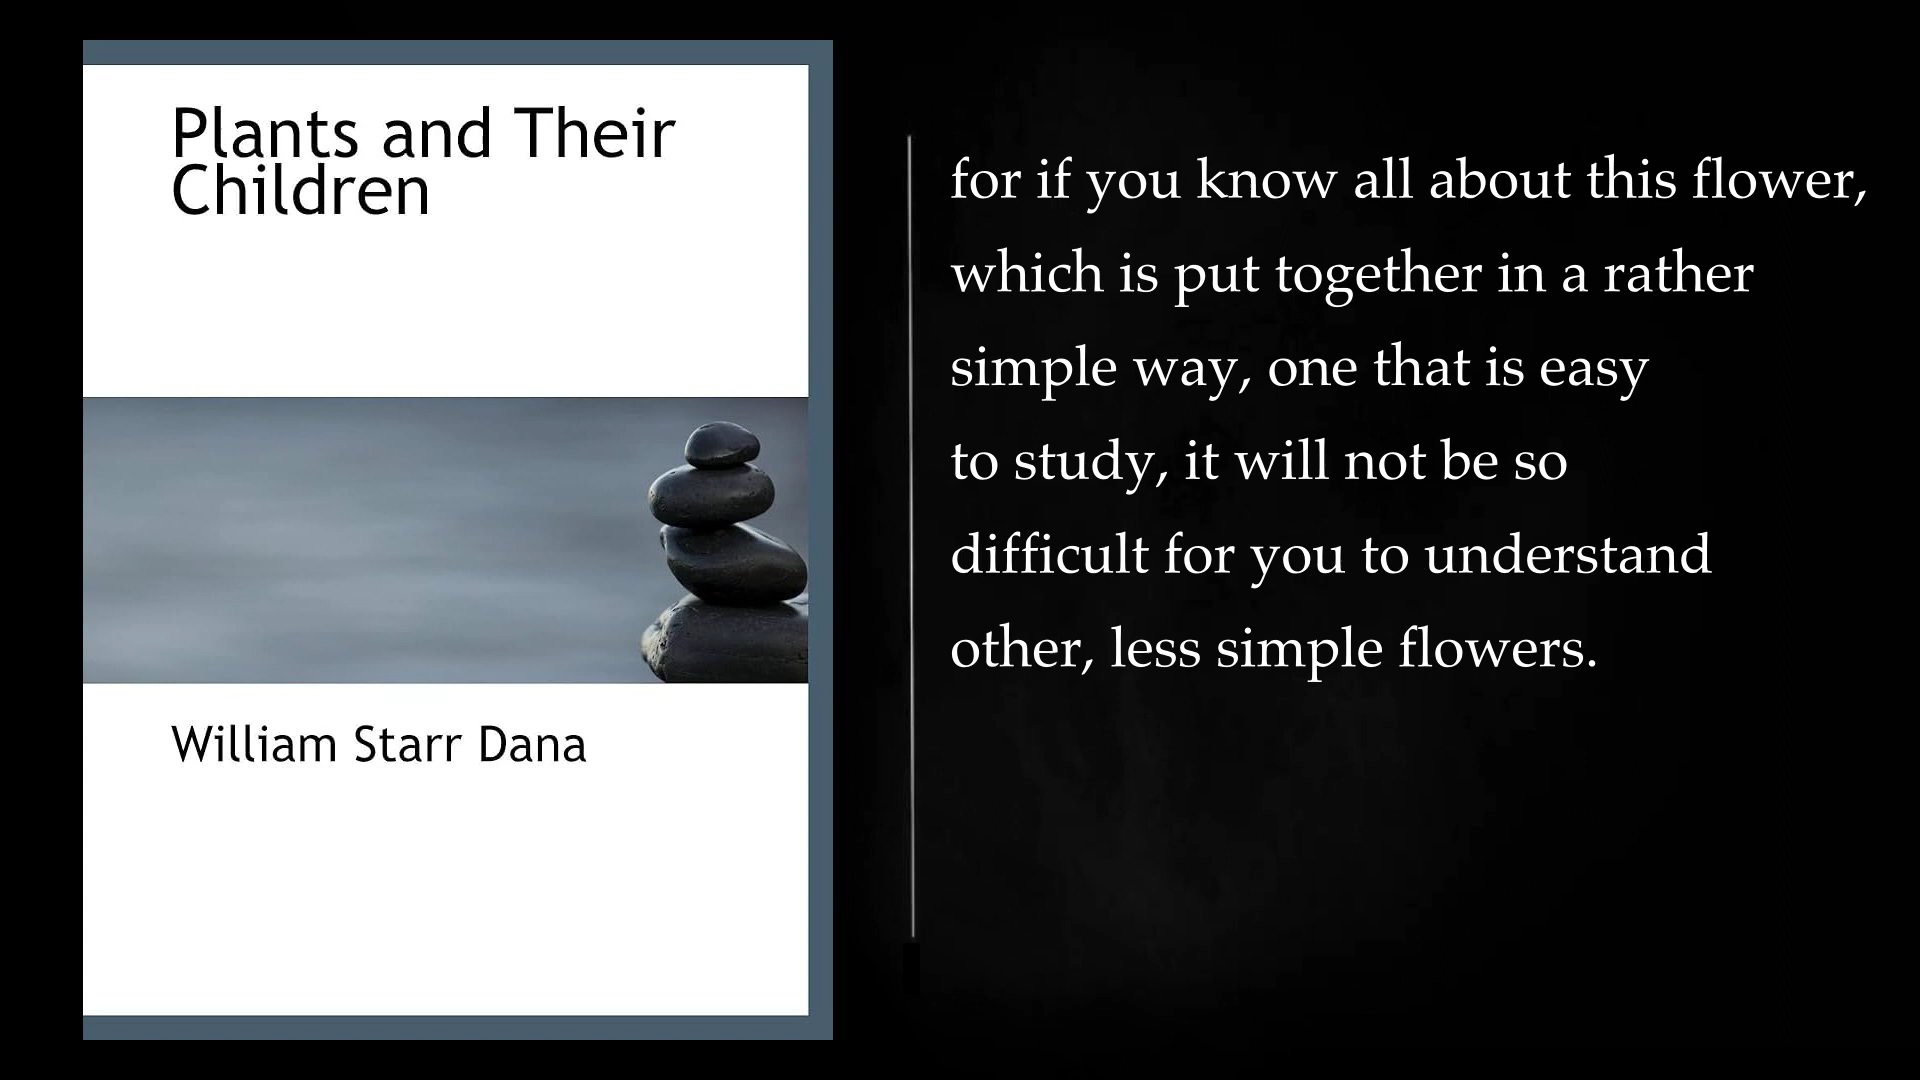 Plants and Their
Children
William Starr Dana
for if you know all about this flower,
which is put together in a rather
simple way, one that is easy
to study, it will not be so
difficult for you to understand
other, less simple flowers.